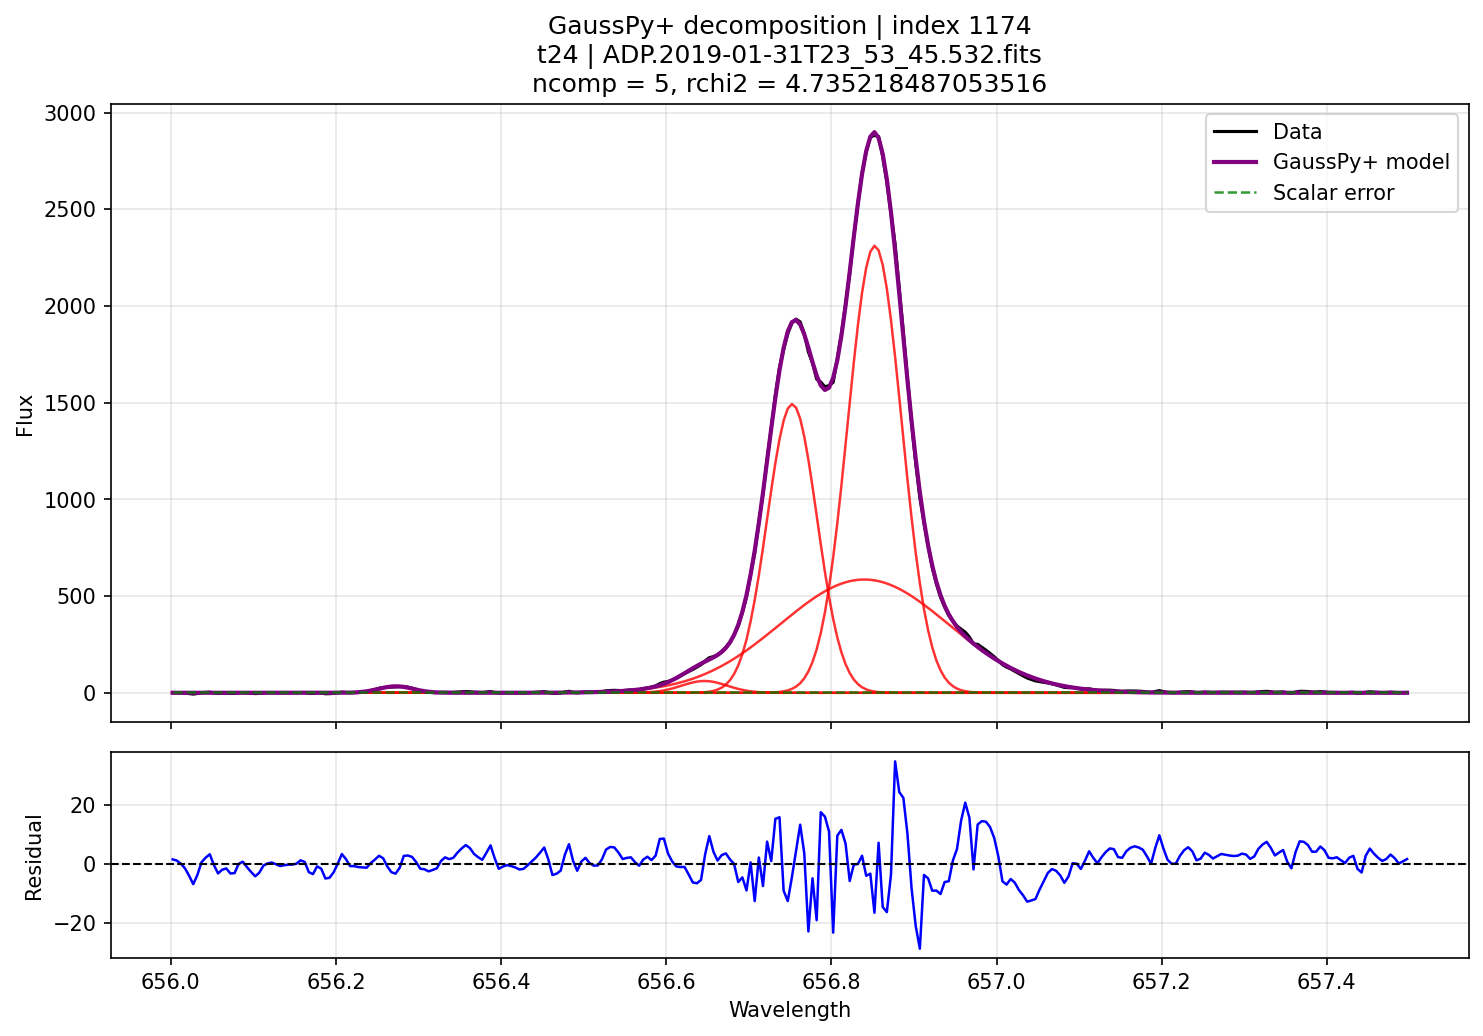 GaussPy+ decomposition | index 1174
t24 | ADP.2019-01-31T23_53_45.532.fits
ncomp = 5, rchi2 = 4.735218487053516
3000
2500
2000
1500
1000
500
0
Flux
Data
GaussPy+ model
Scalar error
20
0
−20
Residual
656.0 656.2 656.4 656.6 656.8 657.0 657.2 657.4
Wavelength